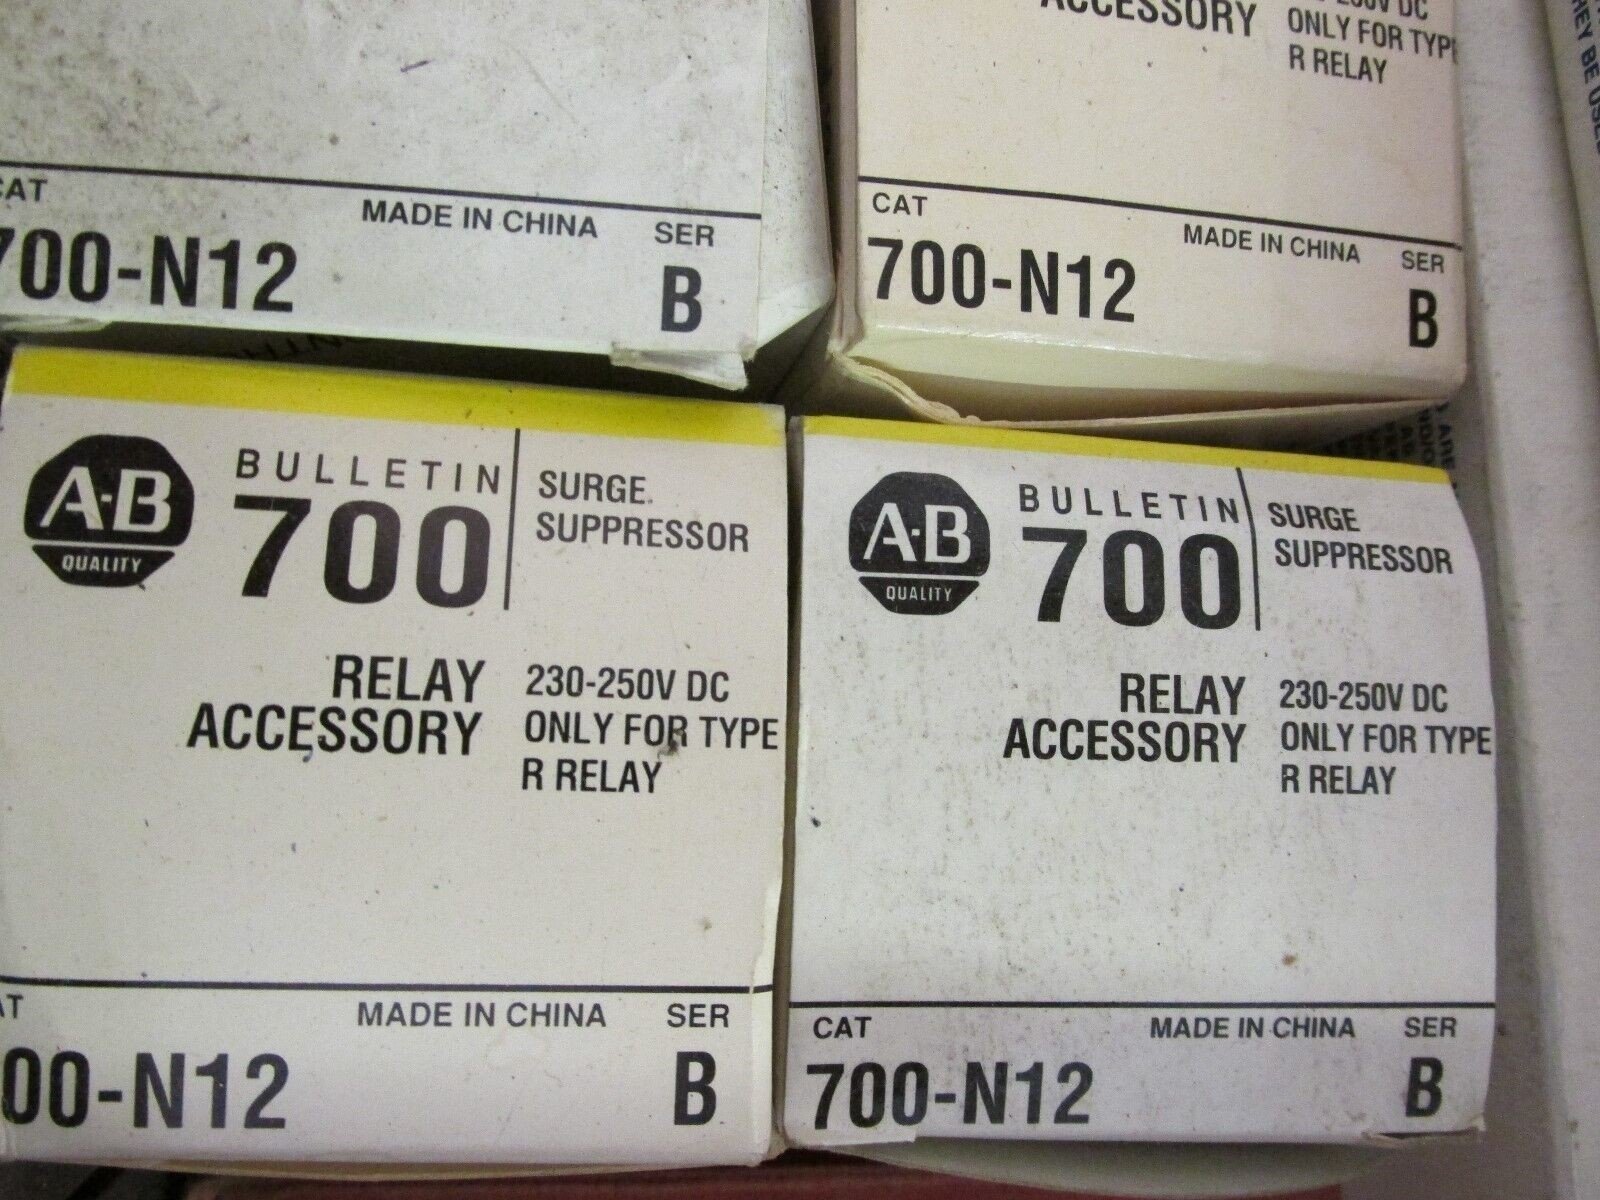 CAT
MADE IN CHINA
SER
700-N12
B
ACCESSORY
ONLY FOR TYPE
R RELAY
CAT
MADE IN CHINA
SER
700-N12
B
A-B
QUALITY
BULLETIN
700
SURGE
SUPPRESSOR
RELAY
ACCESSORY
230-250V DC
ONLY FOR TYPE
R RELAY
MADE IN CHINA
SER
00-N12
B
A-B
QUALITY
BULLETIN
700
SURGE
SUPPRESSOR
RELAY
ACCESSORY
230-250V DC
ONLY FOR TYPE
R RELAY
CAT
MADE IN CHINA
SER
700-N12
B
HEY BE USED